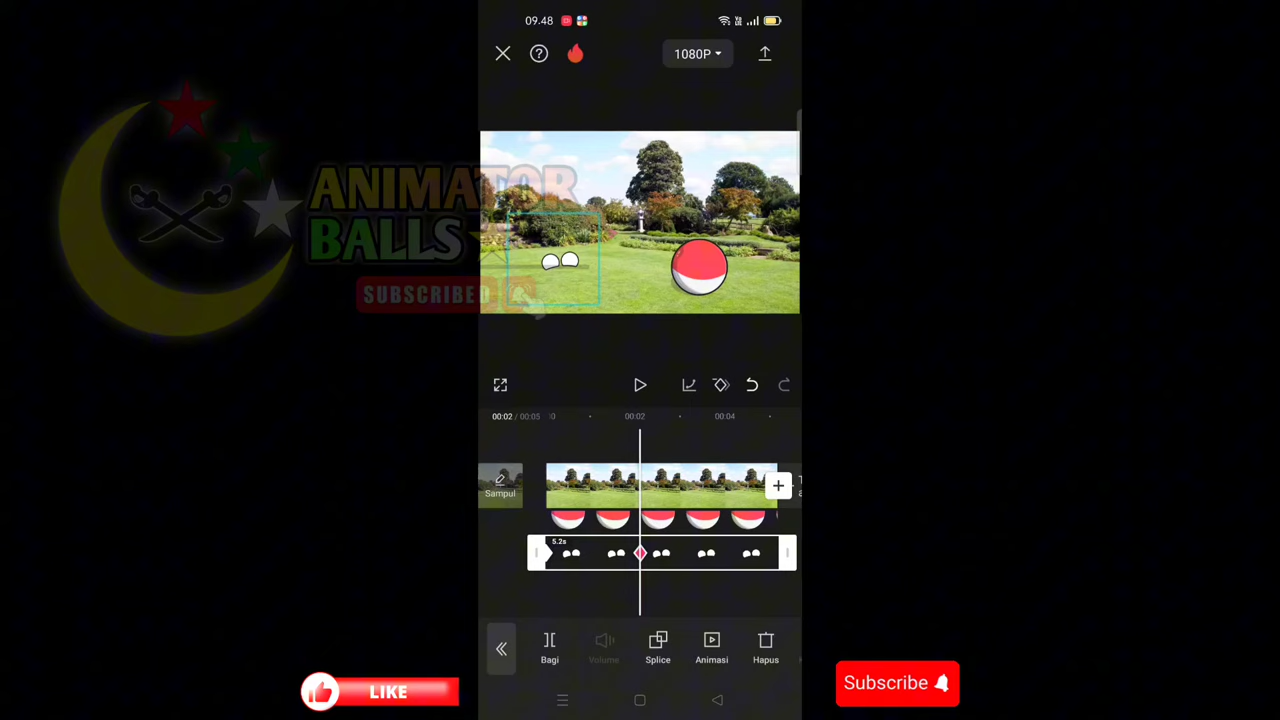 09.48
1080P
ANIMATOR
BALLS
SUBSCRIBED
00:02 / 00:05
00:02
00:04
Sampul
5.2s
Bagi
Volume
Splice
Animasi
Hapus
LIKE
Subscribe